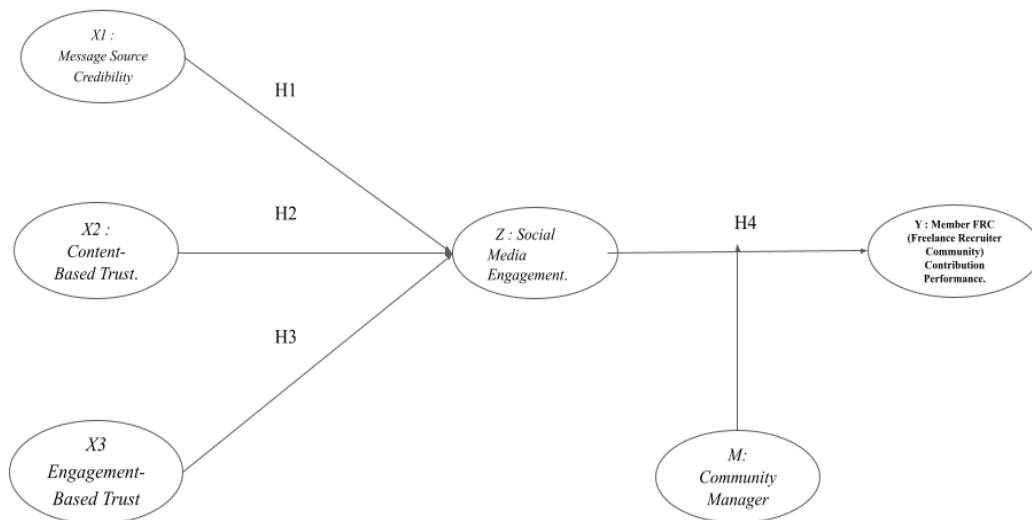 X1 :
Message Source
Credibility
H1
X2 :
Content-
Based Trust.
H2
H3
X3
Engagement-
Based Trust
Z : Social
Media
Engagement.
H4
Y : Member FRC
(Freelance Recruiter
Community)
Contribution
Performance.
M:
Community
Manager